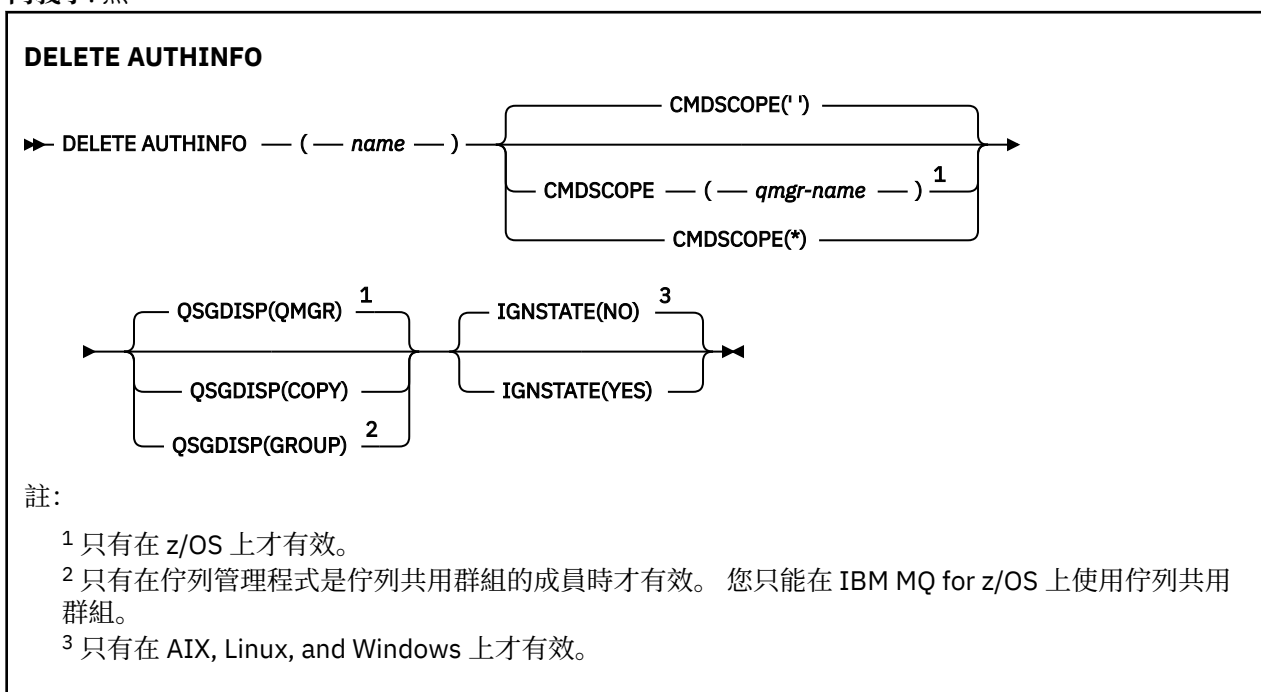 DELETE AUTHINFO
CMDSCOPE(' ')
DELETE AUTHINFO ( name )
CMDSCOPE ( qmgr-name ) 1
CMDSCOPE(*)
QSGDISP(QMGR) 1 IGNSTATE(NO) 3
QSGDISP(COPY) IGNSTATE(YES)
QSGDISP(GROUP) 2
註:
1 只有在 z/OS 上才有效。
2 只有在佇列管理程式是佇列共用群組的成員時才有效。 您只能在 IBM MQ for z/OS 上使用佇列共用
群組。
3 只有在 AIX, Linux, and Windows 上才有效。